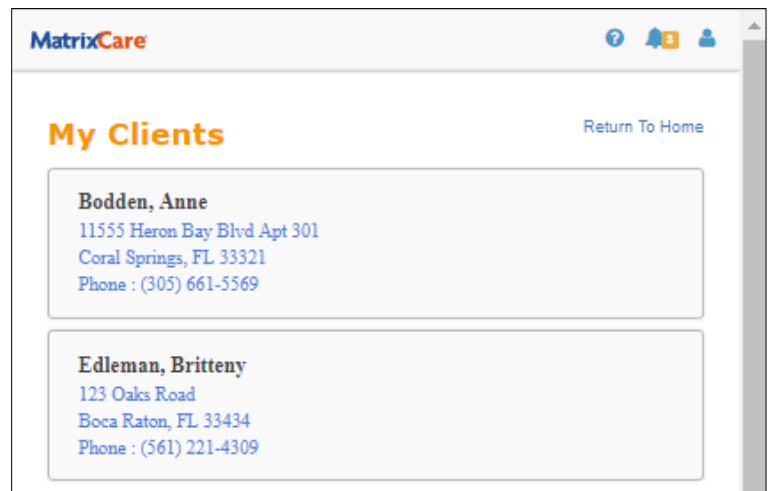 MatrixCare
3
My Clients
Return To Home
Bodden, Anne
11555 Heron Bay Blvd Apt 301
Coral Springs, FL 33321
Phone : (305) 661-5569
Edleman, Britteny
123 Oaks Road
Boca Raton, FL 33434
Phone : (561) 221-4309